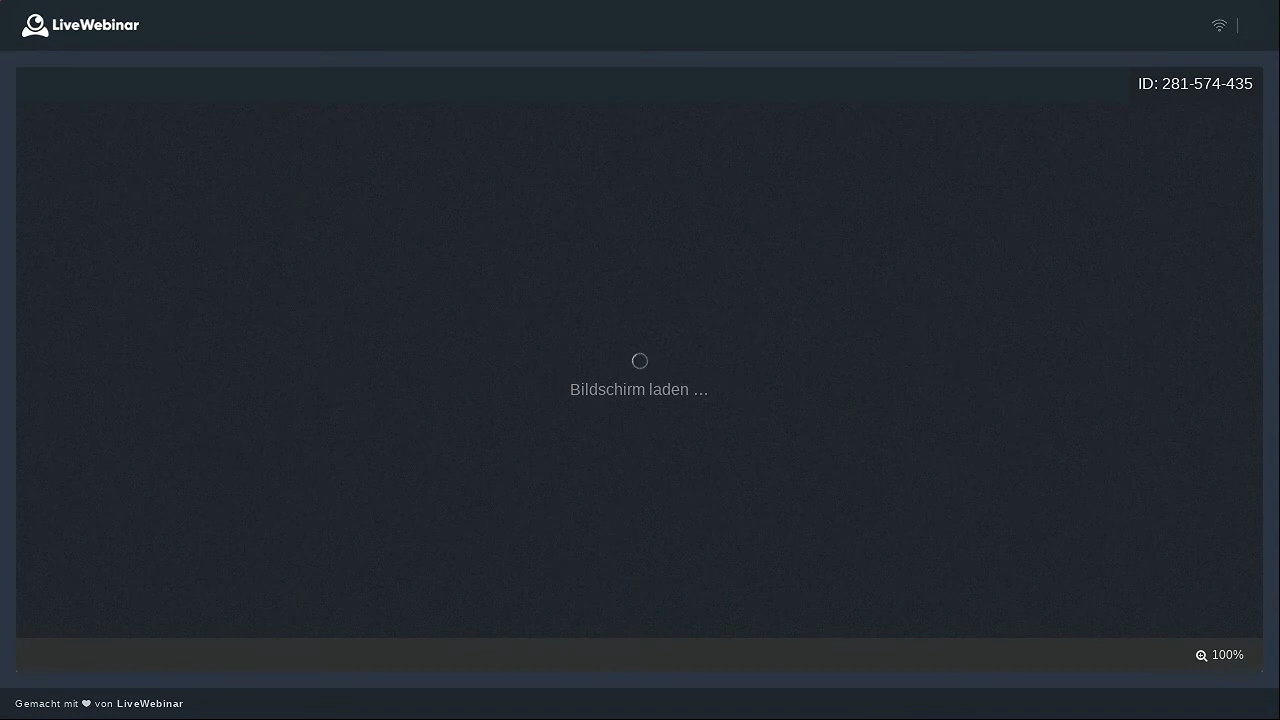 LiveWebinar
ID: 281-574-435
Bildschirm laden ...
100%
Gemacht mit ❤ von LiveWebinar